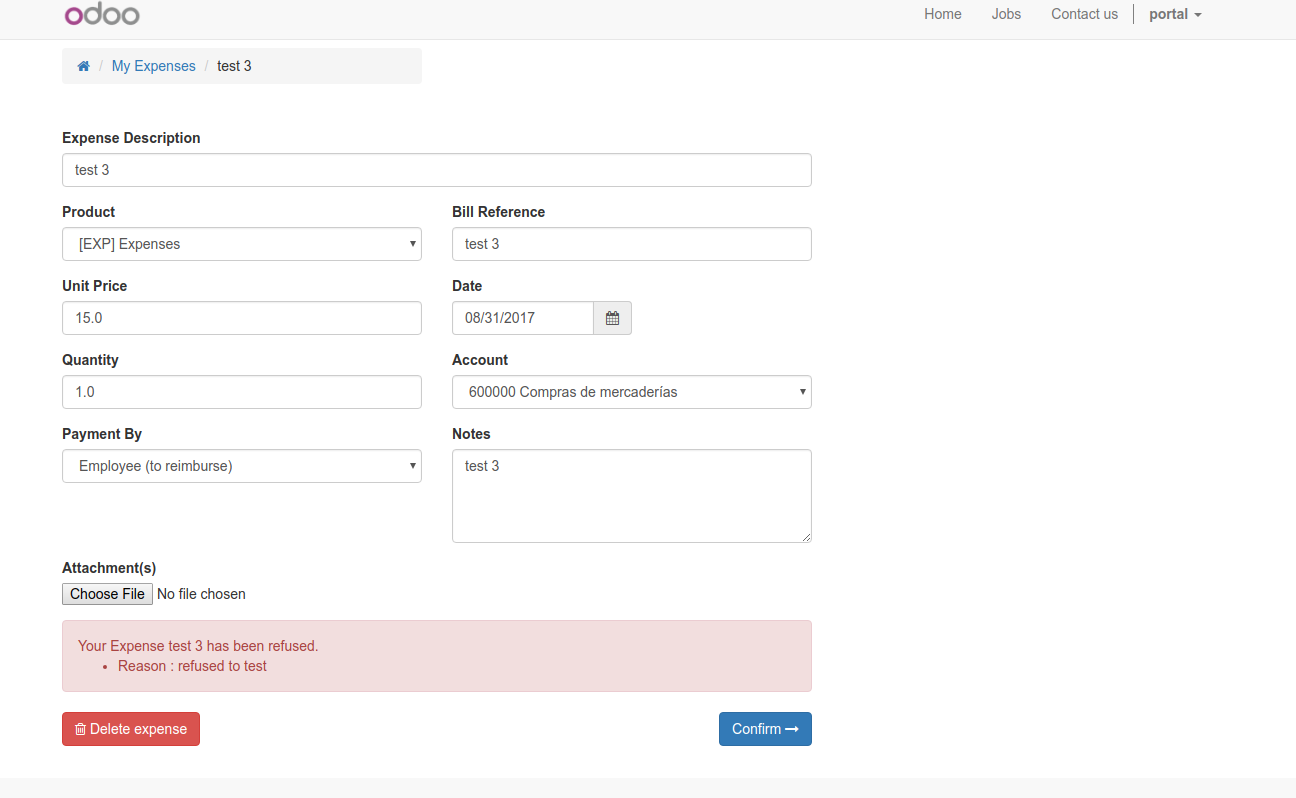 odoo
Home Jobs Contact us portal
/ My Expenses / test 3
Expense Description
test 3
Product Bill Reference
[EXP] Expenses test 3
Unit Price Date
15.0 08/31/2017
Quantity Account
1.0 600000 Compras de mercaderías
Payment By Notes
Employee (to reimburse) test 3
Attachment(s)
Choose File No file chosen
Your Expense test 3 has been refused.
• Reason : refused to test
Delete expense Confirm